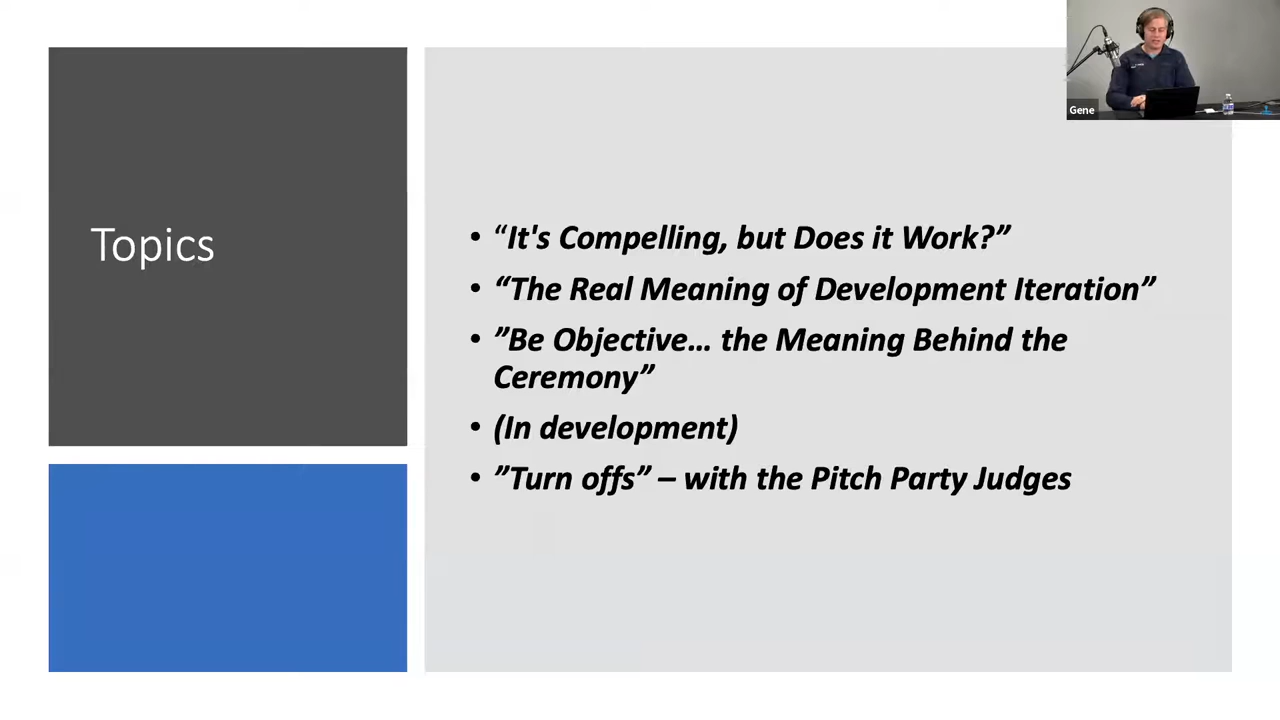 Gene
Topics
• “It's Compelling, but Does it Work?”
• “The Real Meaning of Development Iteration”
• ”Be Objective… the Meaning Behind the
Ceremony”
• (In development)
• ”Turn offs” – with the Pitch Party Judges